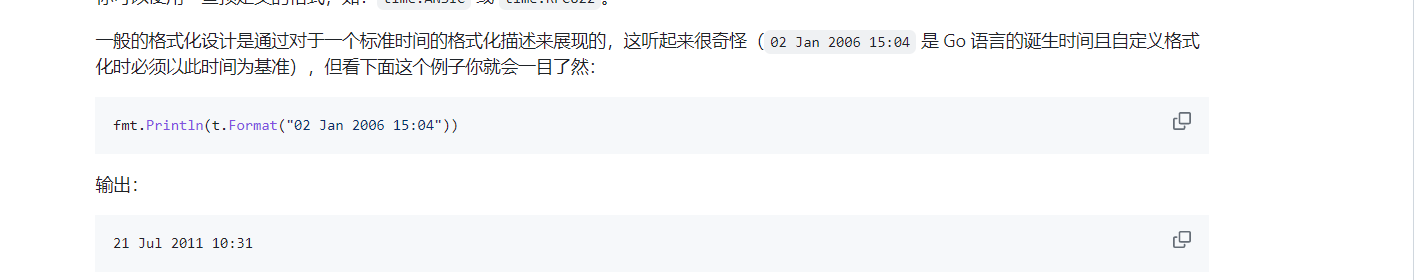 一般的格式化设计是通过对于一个标准时间的格式化描述来展现的，这听起来很奇怪（02 Jan 2006 15:04 是 Go 语言的诞生时间且自定义格式
化时必须以此时间为基准），但看下面这个例子你就会一目了然：
fmt.Println(t.Format("02 Jan 2006 15:04"))
输出：
21 Jul 2011 10:31